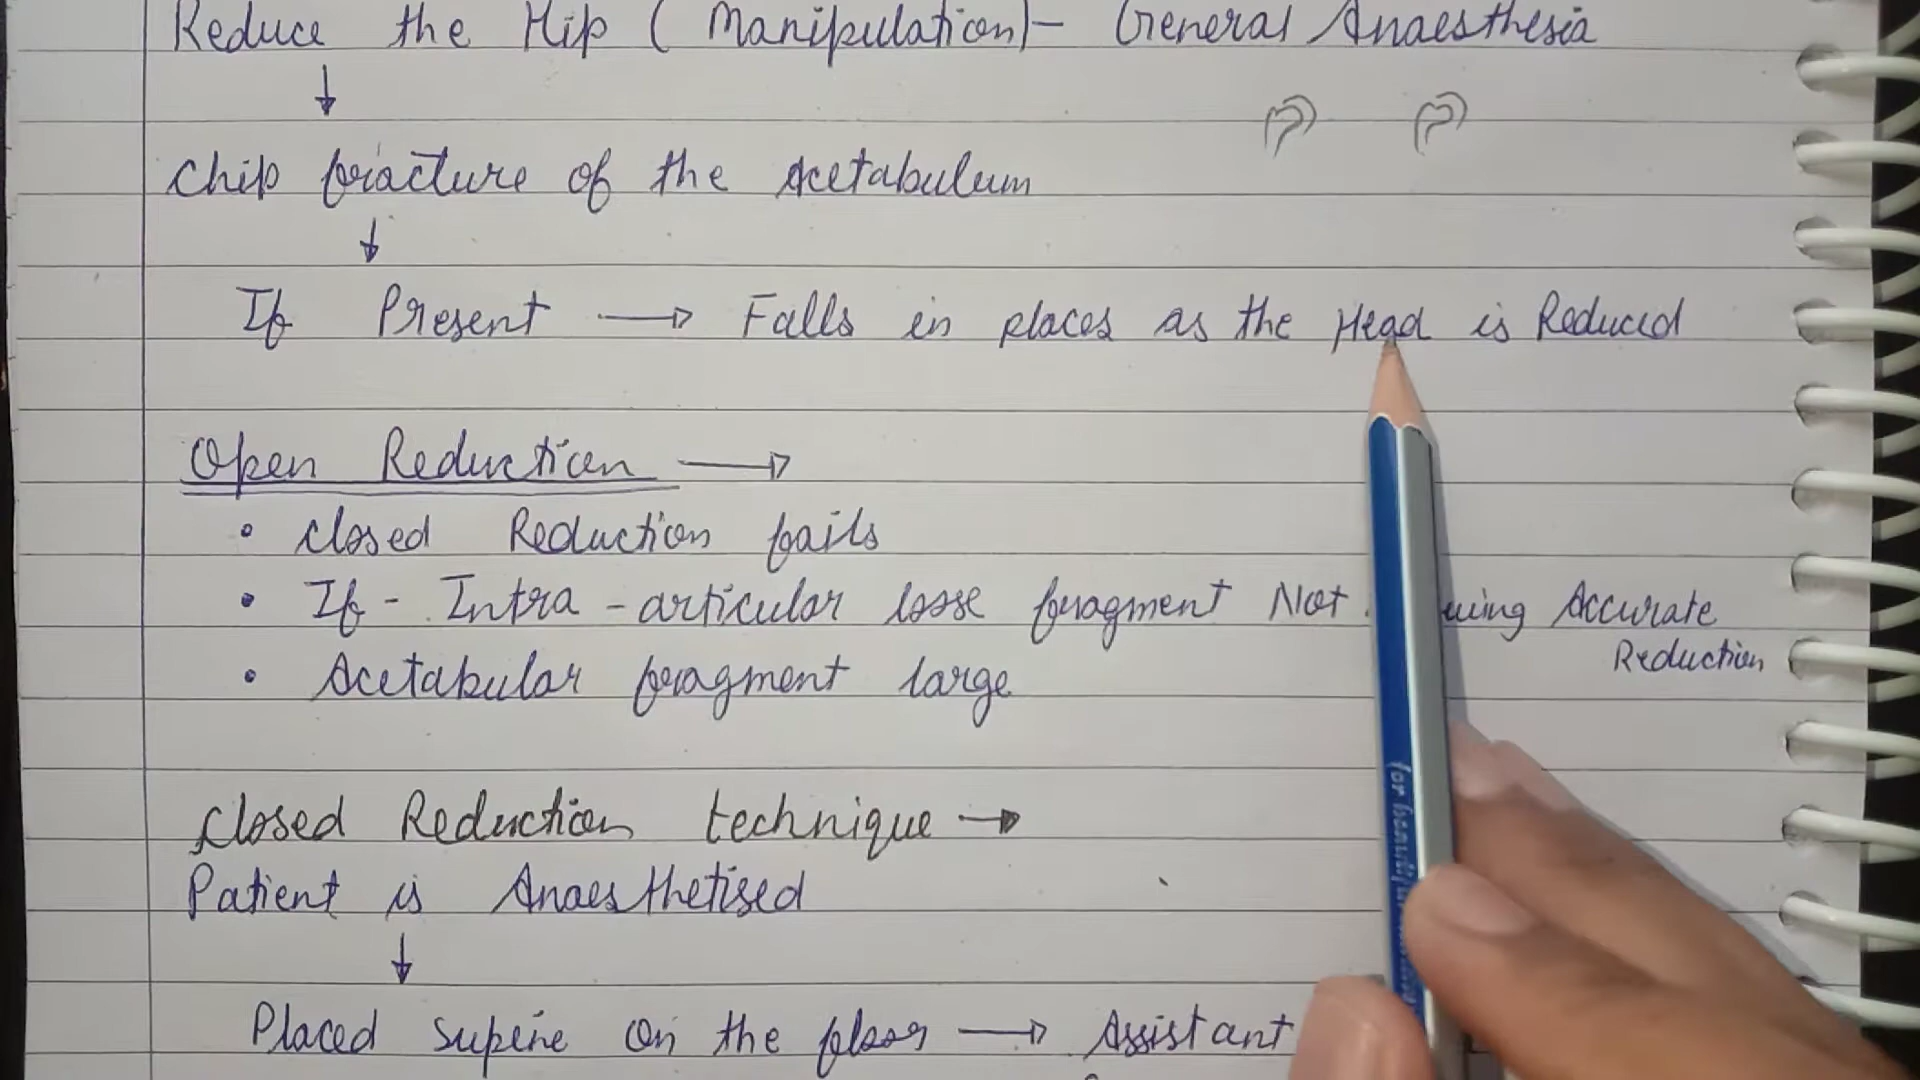 Reduce the Hip (Manipulation) - General Anaesthesia
↓
Chip fracture of the Acetabulum
↓
If Present → Falls in places as the Head is Reduced
Open Reduction →
• Closed Reduction fails
• If - Intra-articular loose fragment Not Accurate
Reduction
• Acetabular fragment large
Closed Reduction technique →
Patient is Anaesthetised
↓
Placed supine on the floor → Assistant